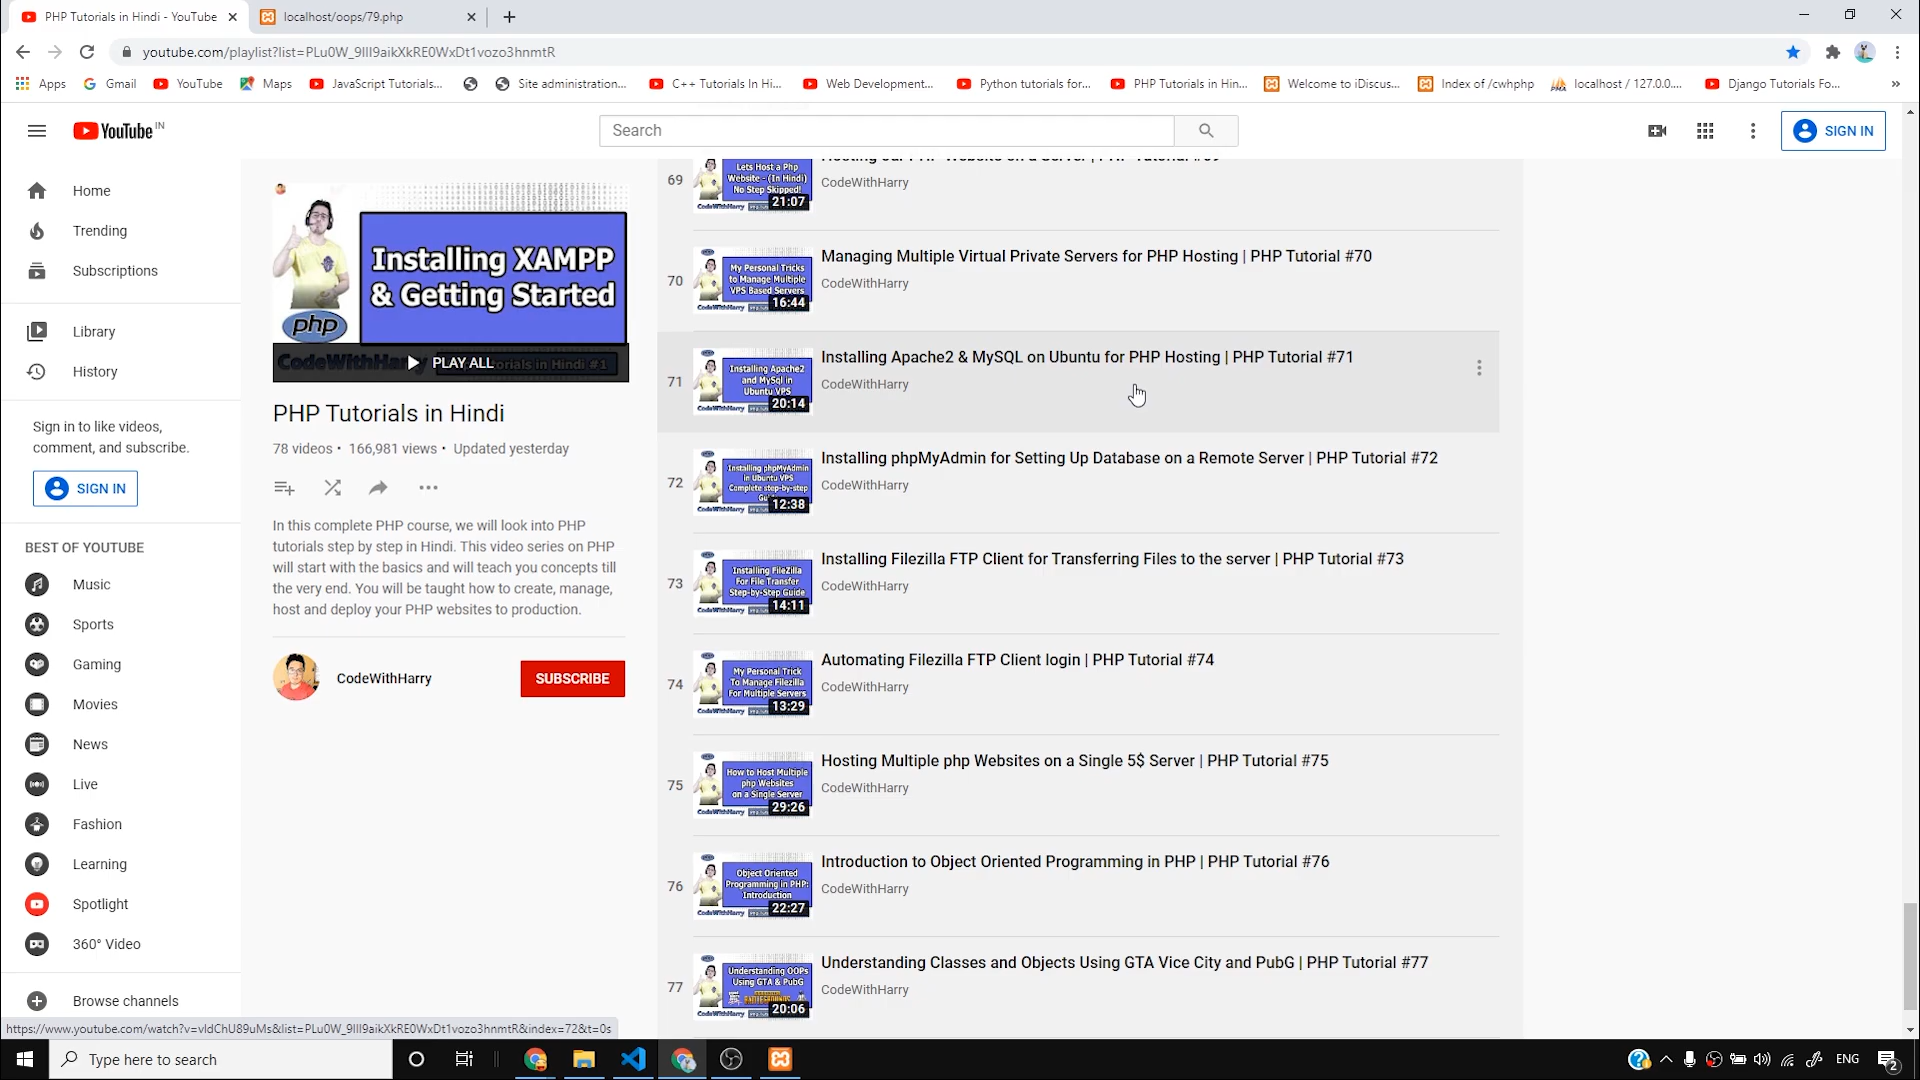 PHP Tutorials in Hindi - YouTube
localhost/oops/79.php
youtube.com/playlist?list=PLu0W_9lII9aikXkRE0WxDt1vozo3hnmtR
Apps
Gmail
YouTube
Maps
JavaScript Tutorials...
Site administration...
C++ Tutorials In Hi...
Web Development...
Python tutorials for...
PHP Tutorials in Hin...
Welcome to iDiscus...
Index of /cwhphp
localhost / 127.0.0....
Django Tutorials Fo...
»
YouTube IN
Search
SIGN IN
Home
Trending
Subscriptions
Library
History
Sign in to like videos,
comment, and subscribe.
SIGN IN
BEST OF YOUTUBE
Music
Sports
Gaming
Movies
News
Live
Fashion
Learning
Spotlight
360° Video
Browse channels
Installing XAMPP
& Getting Started
php
PLAY ALL
PHP Tutorials in Hindi
78 videos • 166,981 views • Updated yesterday
In this complete PHP course, we will look into PHP
tutorials step by step in Hindi. This video series on PHP
will start with the basics and will teach you concepts till
the very end. You will be taught how to create, manage,
host and deploy your PHP websites to production.
CodeWithHarry
SUBSCRIBE
69
Lets Host a Php
Website - (In Hindi)
No Step Skipped!
21:07
CodeWithHarry
70
My Personal Tricks
to Manage Multiple
VPS Based Servers
16:44
Managing Multiple Virtual Private Servers for PHP Hosting | PHP Tutorial #70
CodeWithHarry
71
Installing Apache2
and MySql in
Ubuntu VPS
20:14
Installing Apache2 & MySQL on Ubuntu for PHP Hosting | PHP Tutorial #71
CodeWithHarry
72
Installing phpMyAdmin
in Ubuntu VPS
Complete step-by-step
12:38
Installing phpMyAdmin for Setting Up Database on a Remote Server | PHP Tutorial #72
CodeWithHarry
73
Installing FileZilla
For File Transfer
Step-by-Step Guide
14:11
Installing Filezilla FTP Client for Transferring Files to the server | PHP Tutorial #73
CodeWithHarry
74
My Personal Trick
To Manage Filezilla
For Multiple Servers
13:29
Automating Filezilla FTP Client login | PHP Tutorial #74
CodeWithHarry
75
How to Host Multiple
php Websites
on a Single Server
29:26
Hosting Multiple php Websites on a Single 5$ Server | PHP Tutorial #75
CodeWithHarry
76
Object Oriented
Programming in PHP:
Introduction
22:27
Introduction to Object Oriented Programming in PHP | PHP Tutorial #76
CodeWithHarry
77
Understanding OOPs
Using GTA & PubG
20:06
Understanding Classes and Objects Using GTA Vice City and PubG | PHP Tutorial #77
CodeWithHarry
https://www.youtube.com/watch?v=vIdChU89uMs&list=PLu0W_9lII9aikXkRE0WxDt1vozo3hnmtR&index=72&t=0s
Type here to search
ENG
2